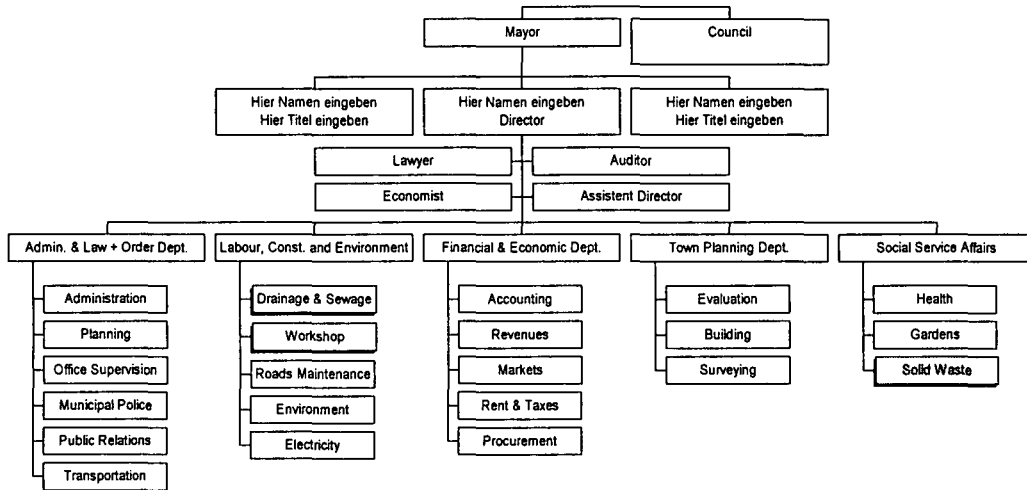 Mayor
Council
Hier Namen eingeben
Hier Titel eingeben
Hier Namen eingeben
Director
Hier Namen eingeben
Hier Titel eingeben
Lawyer
Auditor
Economist
Assistent Director
Admin. & Law + Order Dept.
Labour, Const. and Environment
Financial & Economic Dept.
Town Planning Dept.
Social Service Affairs
Administration
Planning
Office Supervision
Municipal Police
Public Relations
Transportation
Drainage & Sewage
Workshop
Roads Maintenance
Environment
Electricity
Accounting
Revenues
Markets
Rent & Taxes
Procurement
Evaluation
Building
Surveying
Health
Gardens
Solid Waste